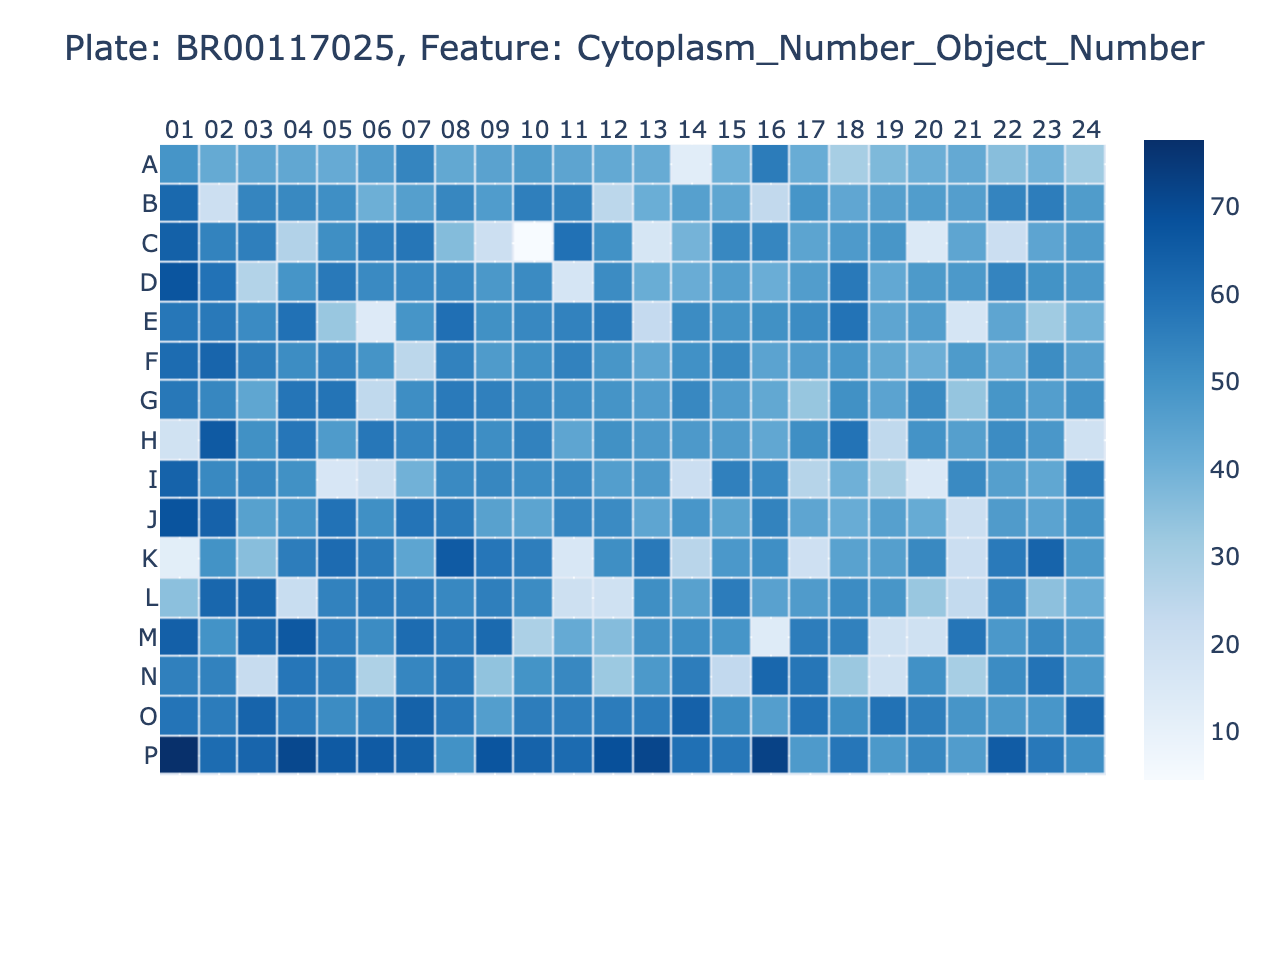 Plate: BR00117025, Feature: Cytoplasm_Number_Object_Number
01 02 03 04 05 06 07 08 09 10 11 12 13 14 15 16 17 18 19 20 21 22 23 24
A
B
C
D
E
F
G
H
I
J
K
L
M
N
O
P
70
60
50
40
30
20
10